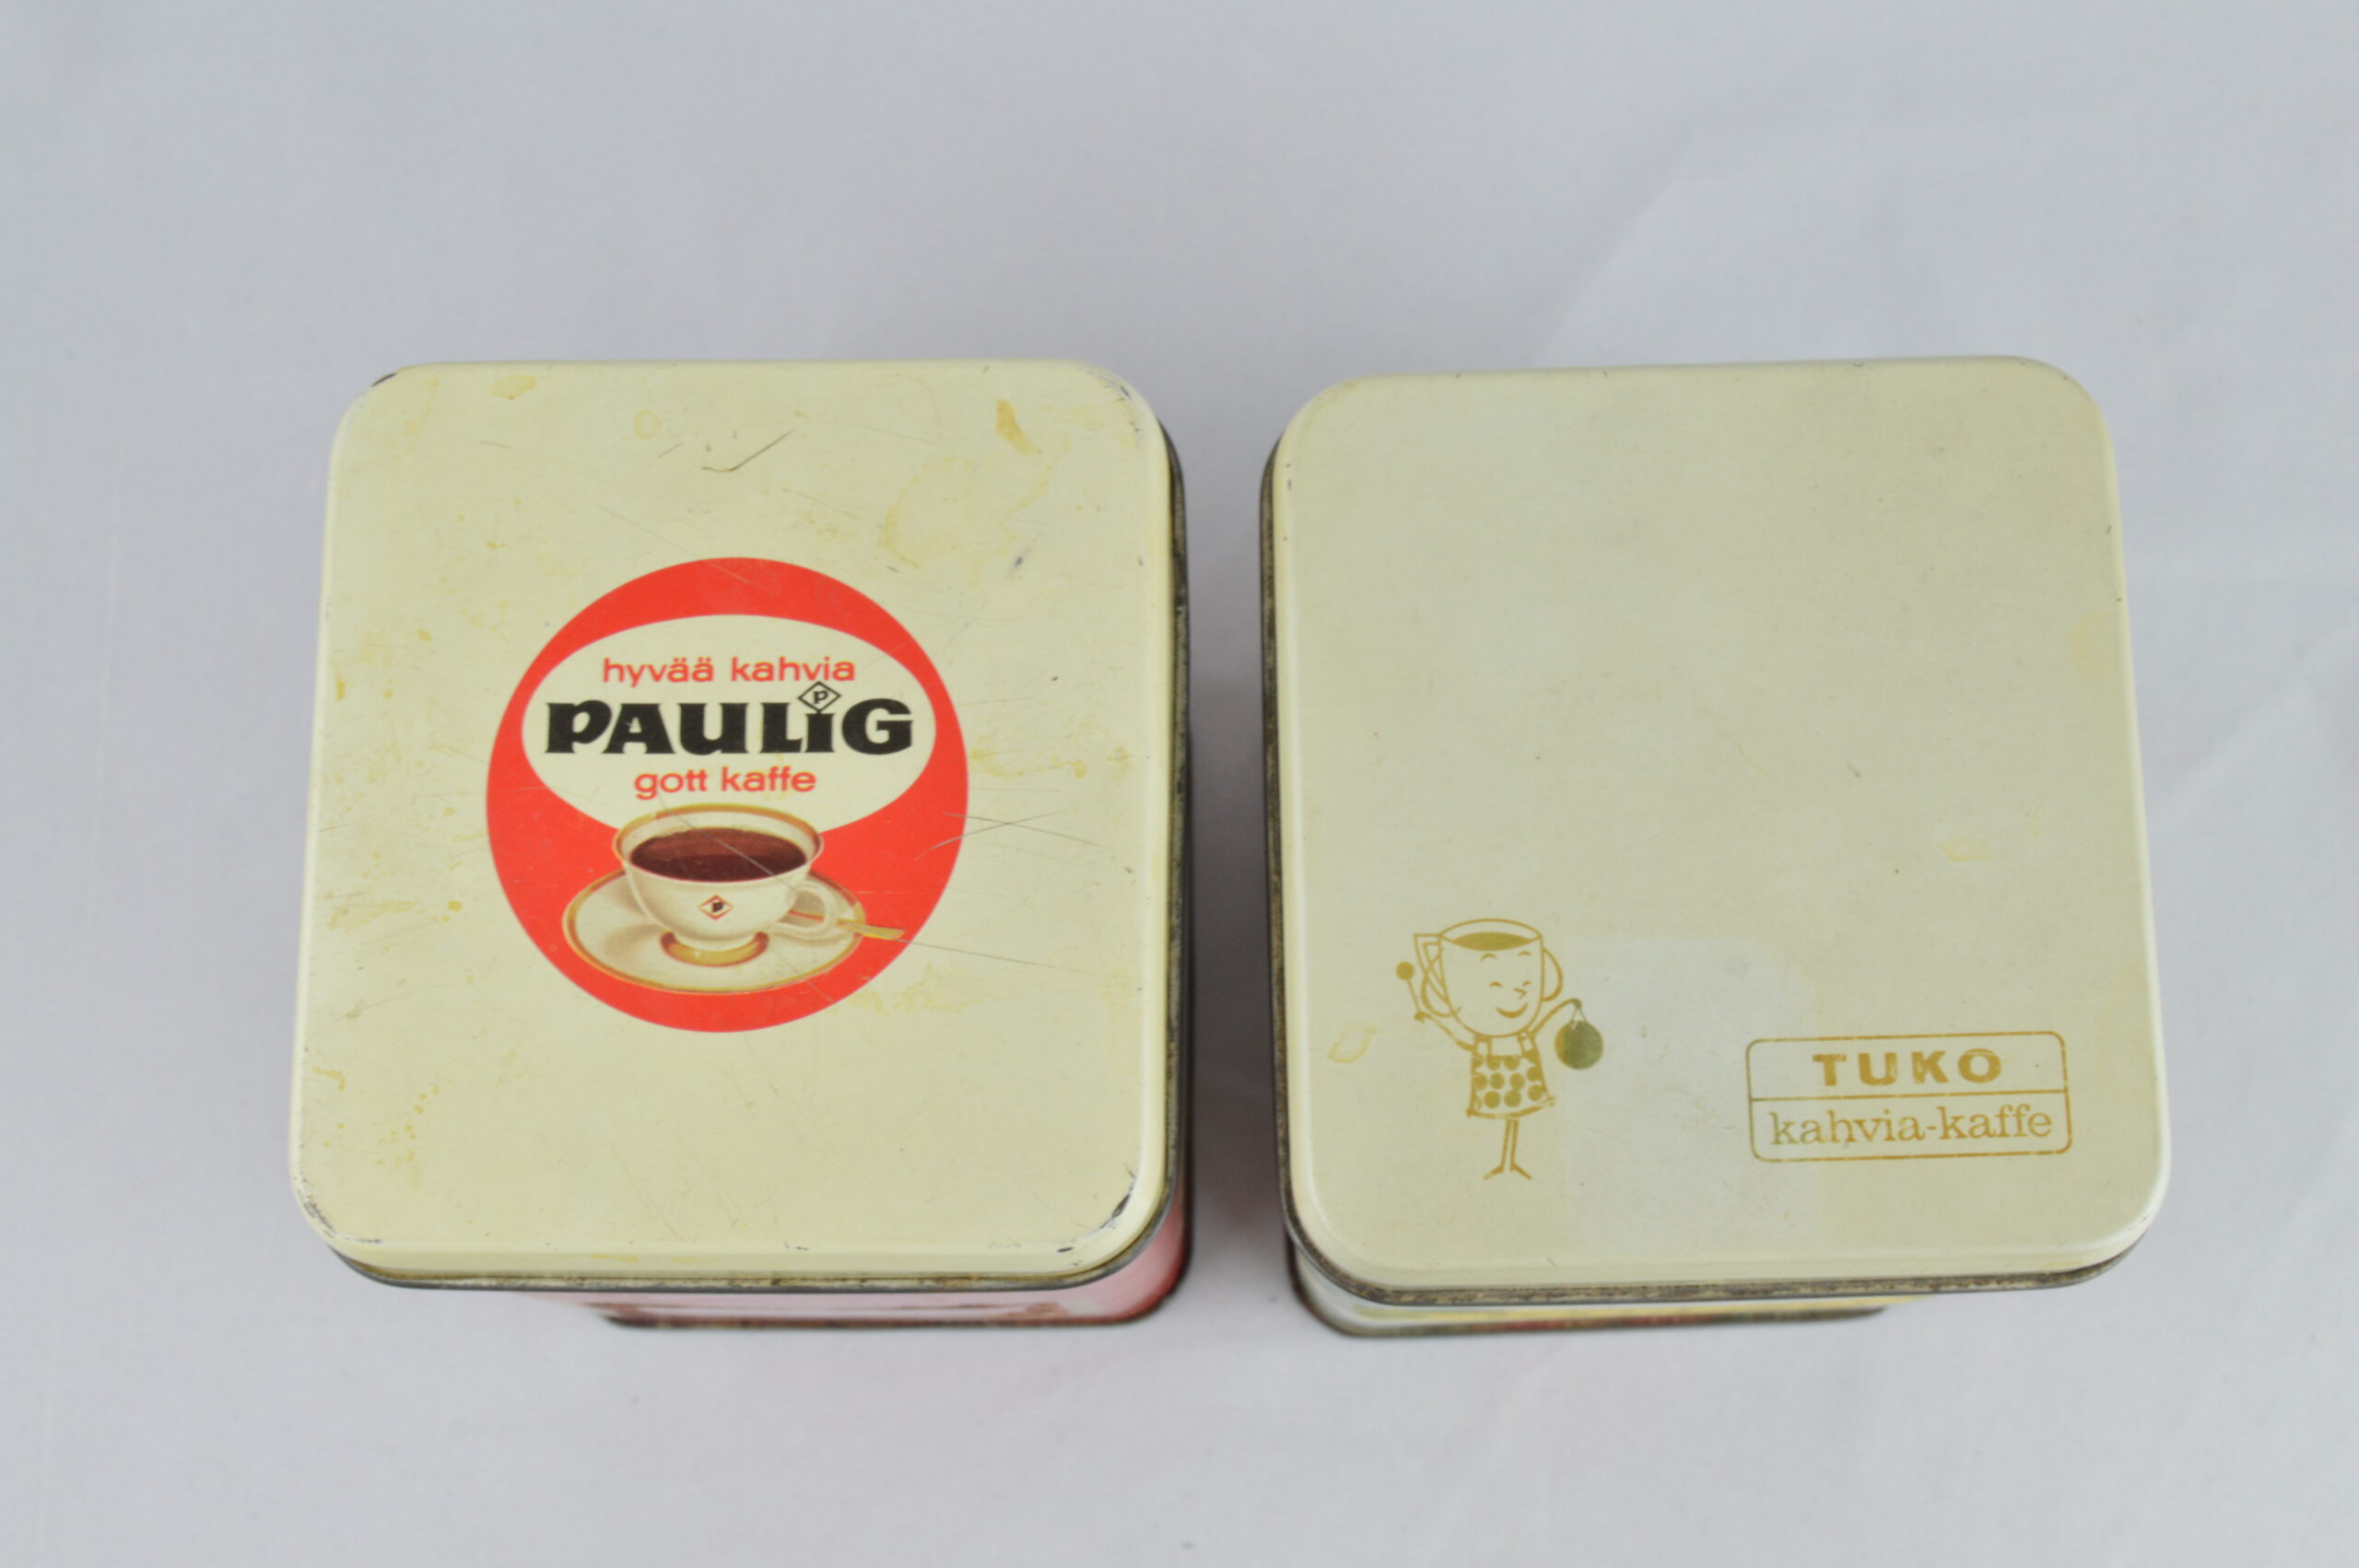 hyvää kahvia
P
PAULiG
gott kaffe
P
TUKO
kahvia-kaffe